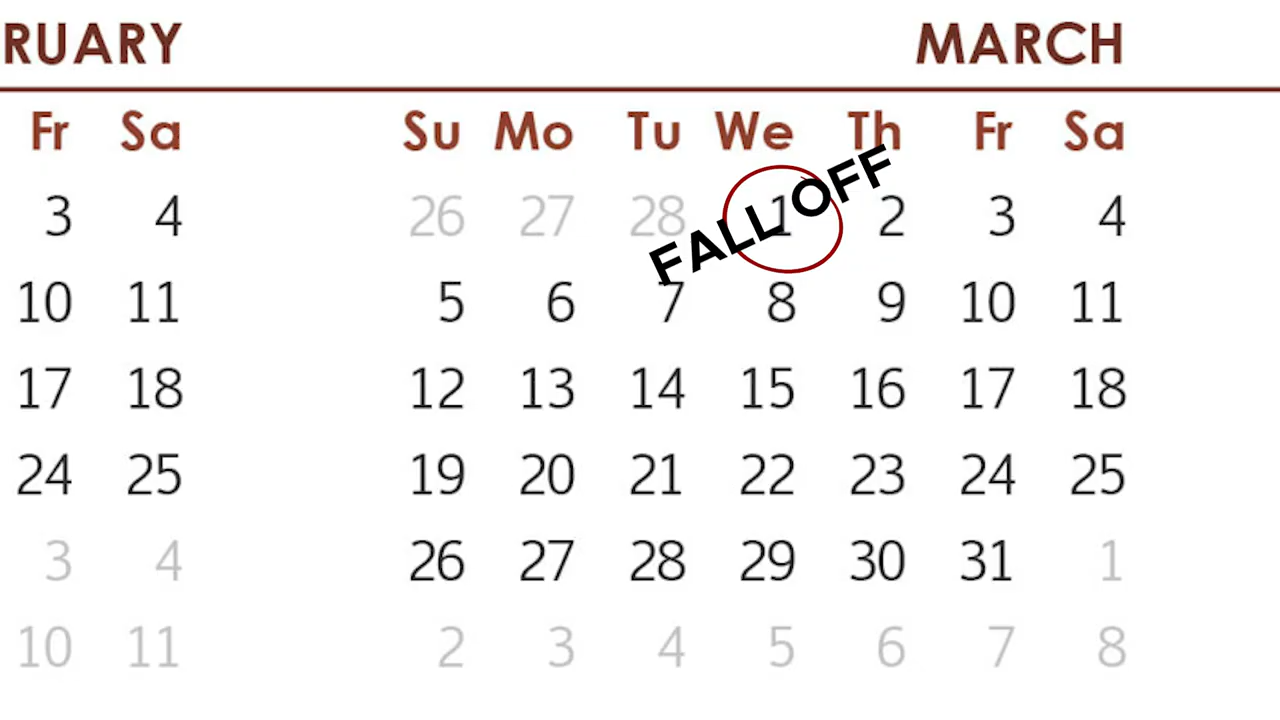 RUARY MARCH
Fr Sa Su Mo Tu We Th Fr Sa
3 4 26 27 28 1 2 3 4
FALL OFF
10 11 5 6 7 8 9 10 11
17 18 12 13 14 15 16 17 18
24 25 19 20 21 22 23 24 25
3 4 26 27 28 29 30 31 1
10 11 2 3 4 5 6 7 8